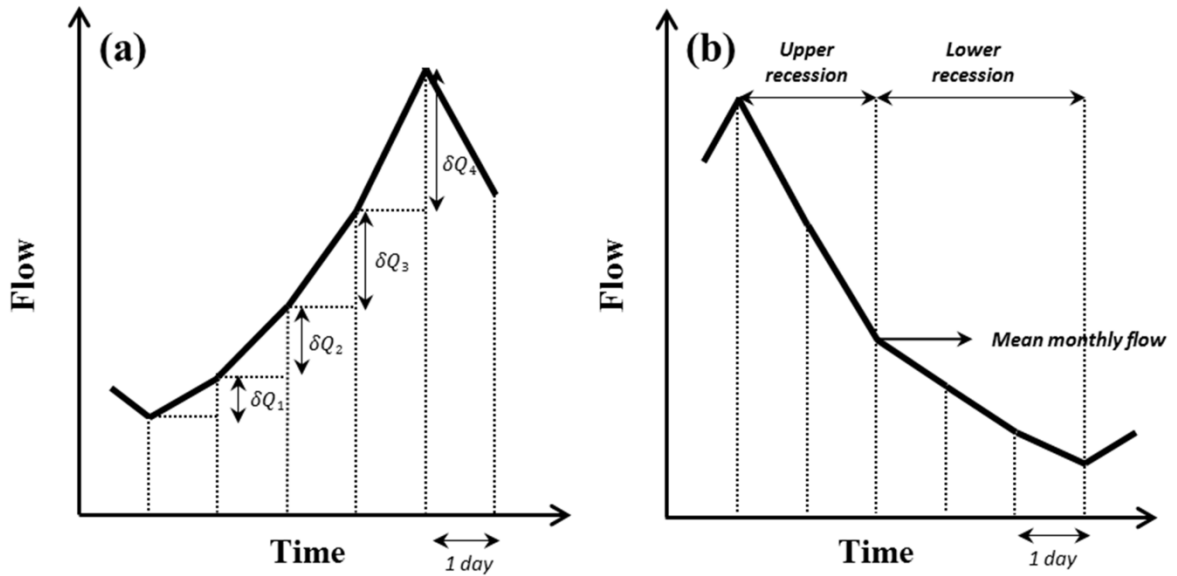 (a)
δQ₄
δQ₃
δQ₂
δQ₁
Flow
Time
1 day
(b)
Upper
recession
Lower
recession
Mean monthly flow
Flow
Time
1 day